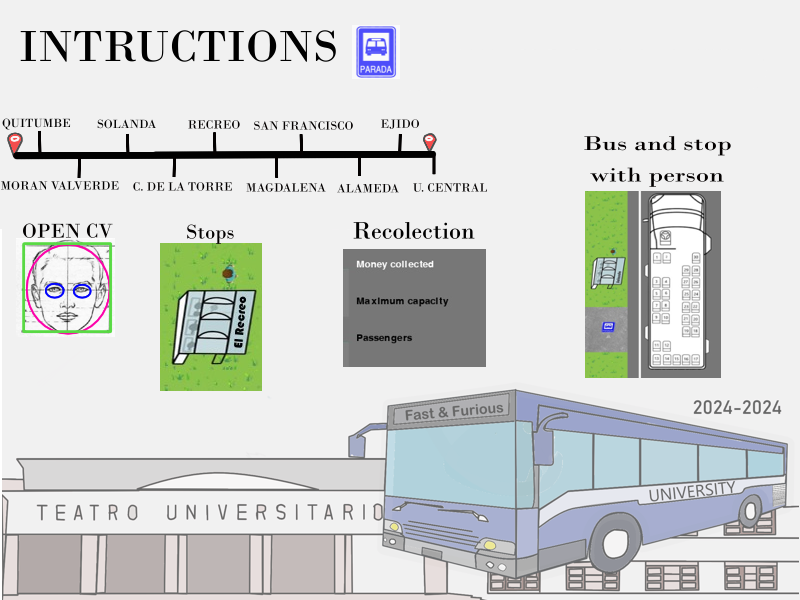 INTRUCTIONS
PARADA
QUITUMBE
SOLANDA
RECREO
SAN FRANCISCO
EJIDO
MORAN VALVERDE
C. DE LA TORRE
MAGDALENA
ALAMEDA
U. CENTRAL
OPEN CV
Stops
El Recreo
Recolection
Money collected
Maximum capacity
Passengers
Bus and stop
with person
El Recreo
2024-2024
Fast & Furious
UNIVERSITY
TEATRO UNIVERSITARIO